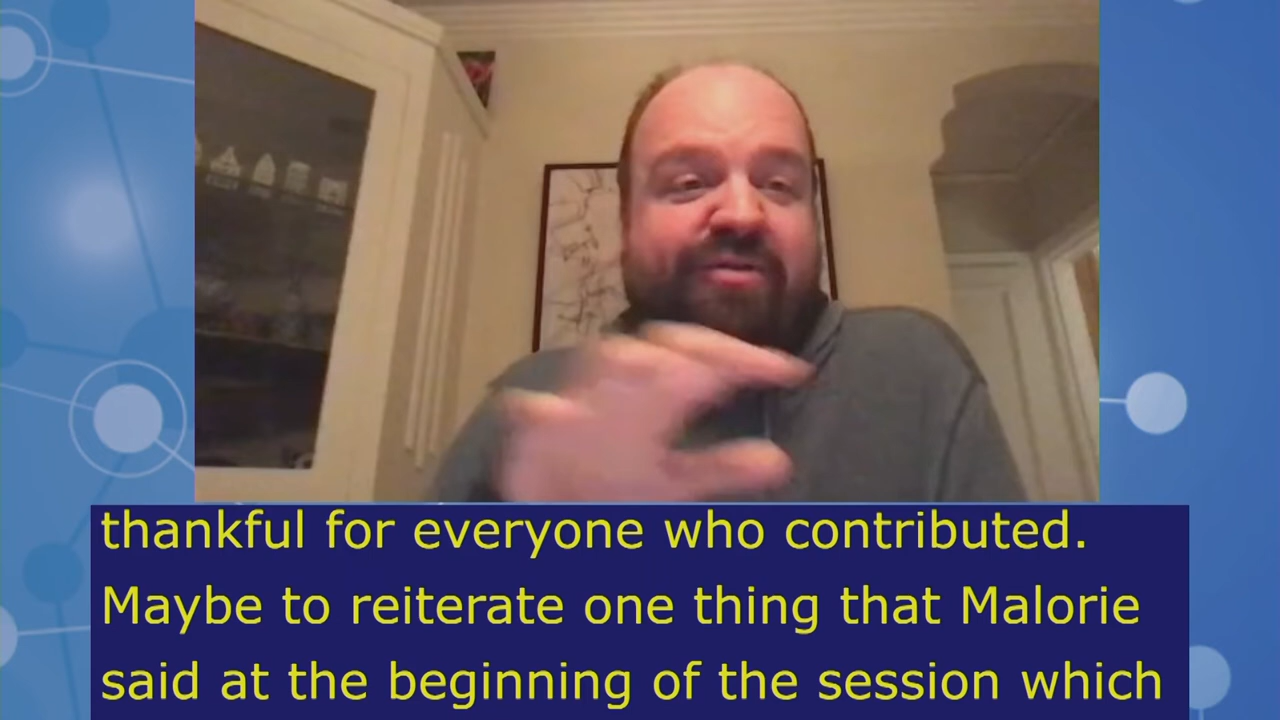 thankful for everyone who contributed.
Maybe to reiterate one thing that Malorie
said at the beginning of the session which